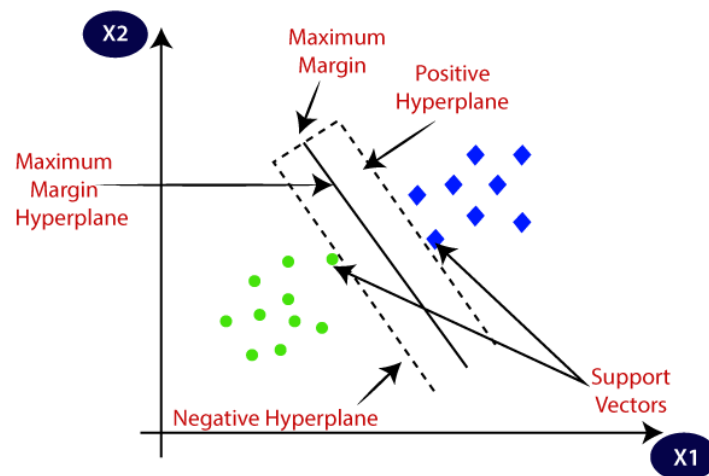 X2
Maximum
Margin
Positive
Hyperplane
Maximum
Margin
Hyperplane
Support
Vectors
Negative Hyperplane
X1